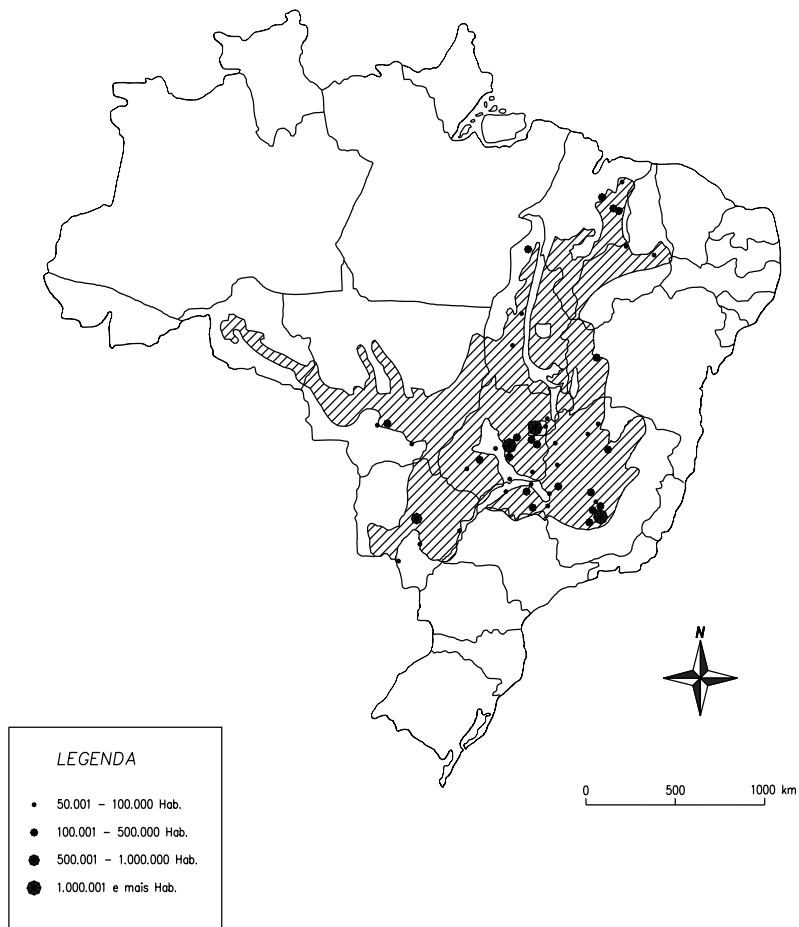 N
LEGENDA
50.001 – 100.000 Hab.
100.001 – 500.000 Hab.
500.001 – 1.000.000 Hab.
1.000.001 e mais Hab.
0 500 1000 km